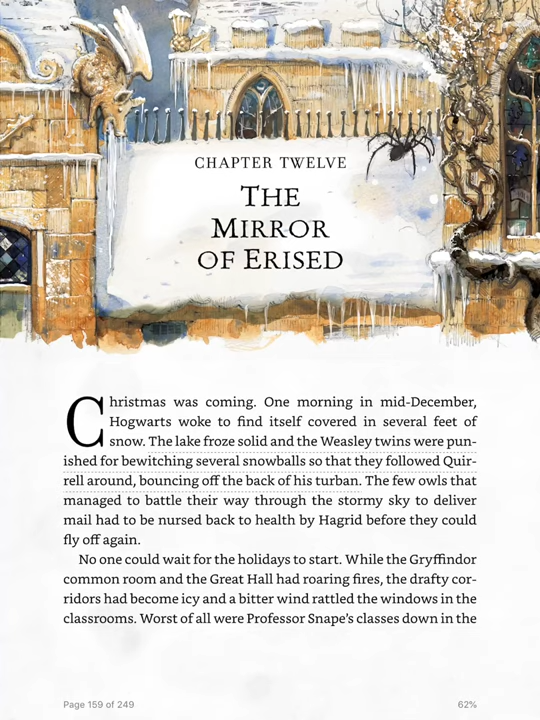 CHAPTER TWELVE
THE
MIRROR
OF ERISED
Christmas was coming. One morning in mid-December,
Hogwarts woke to find itself covered in several feet of
snow. The lake froze solid and the Weasley twins were pun-
ished for bewitching several snowballs so that they followed Quir-
rell around, bouncing off the back of his turban. The few owls that
managed to battle their way through the stormy sky to deliver
mail had to be nursed back to health by Hagrid before they could
fly off again.
No one could wait for the holidays to start. While the Gryffindor
common room and the Great Hall had roaring fires, the drafty cor-
ridors had become icy and a bitter wind rattled the windows in the
classrooms. Worst of all were Professor Snape's classes down in the
Page 159 of 249
62%